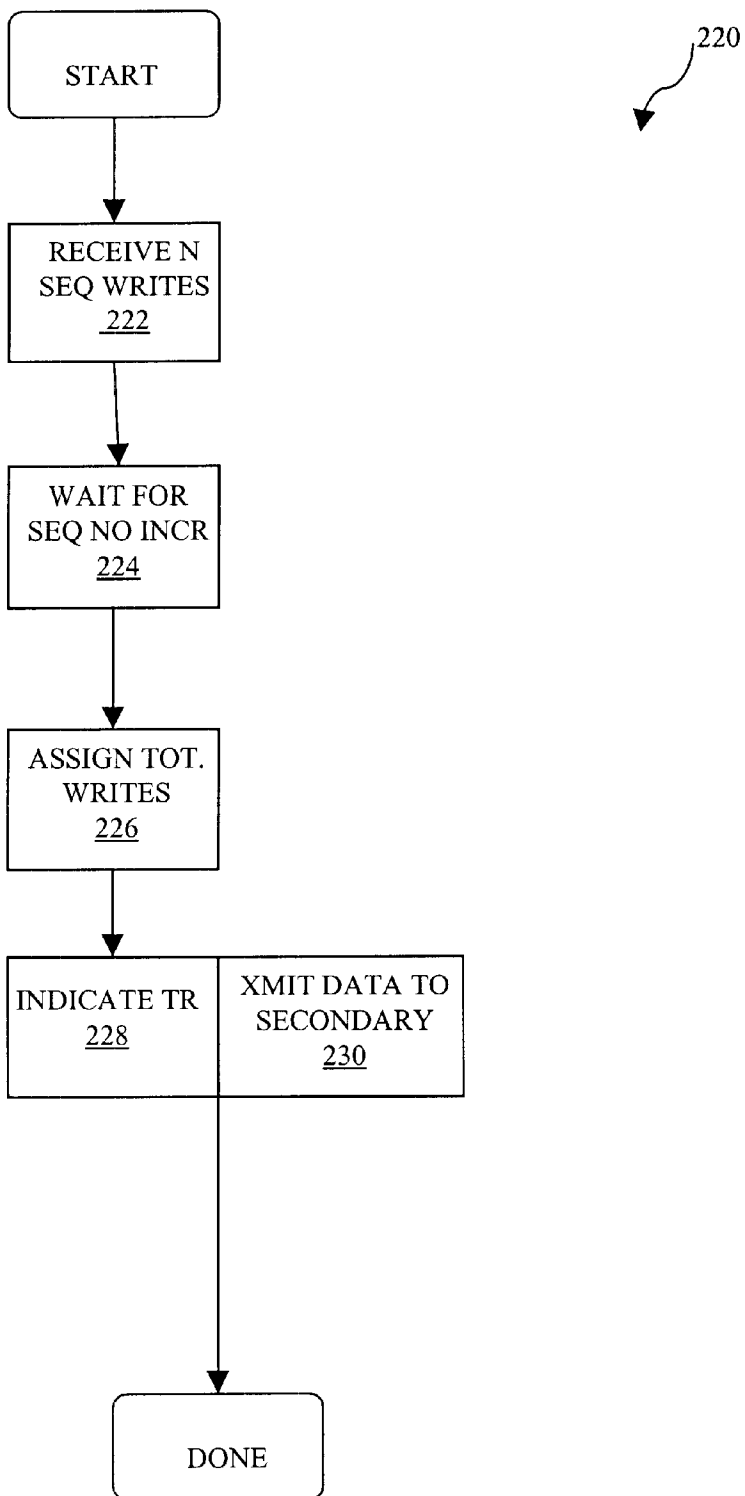 220
START
RECEIVE N
SEQ WRITES
222
WAIT FOR
SEQ NO INCR
224
ASSIGN TOT.
WRITES
226
INDICATE TR
228
XMIT DATA TO
SECONDARY
230
DONE